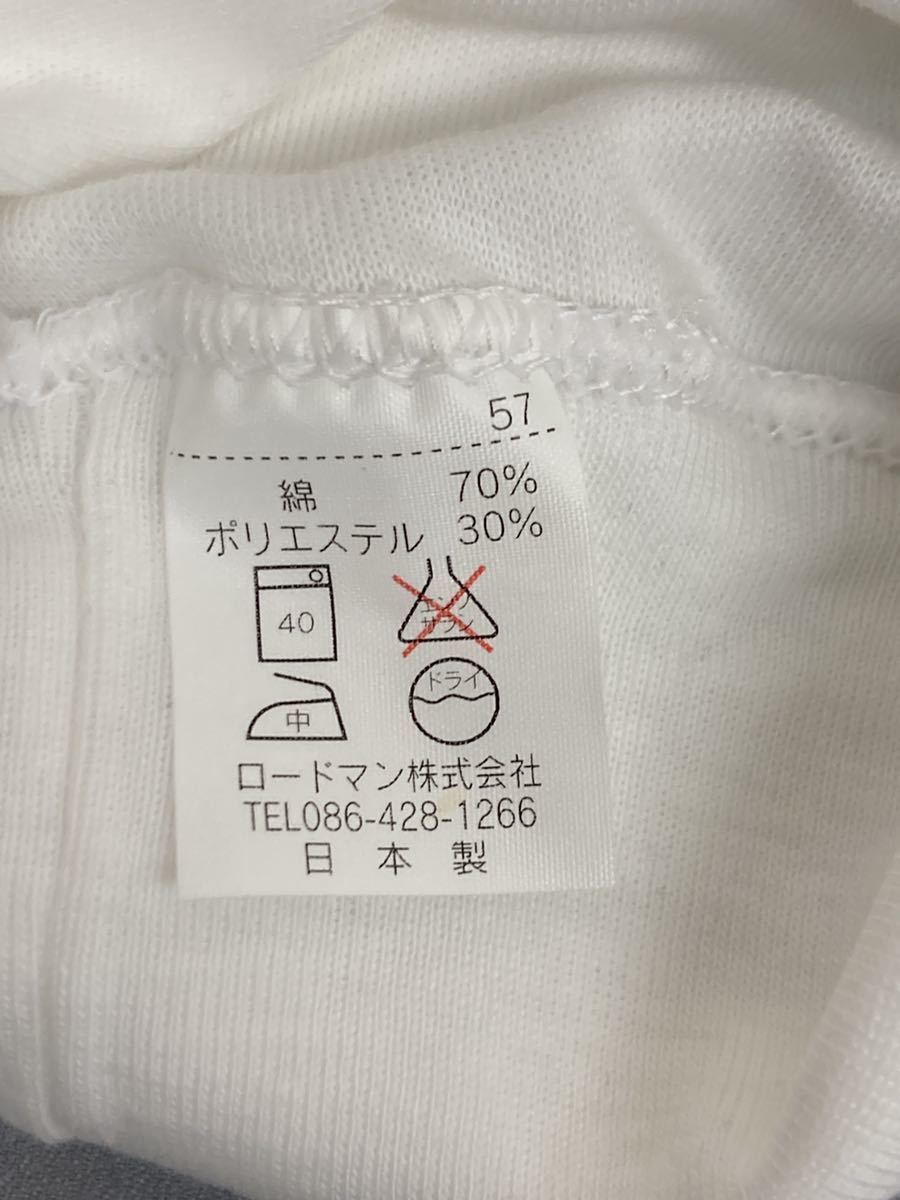 57
綿 70%
ポリエステル 30%
40
エンソ
サラシ
中
ドライ
ロードマン株式会社
TEL086-428-1266
日本製